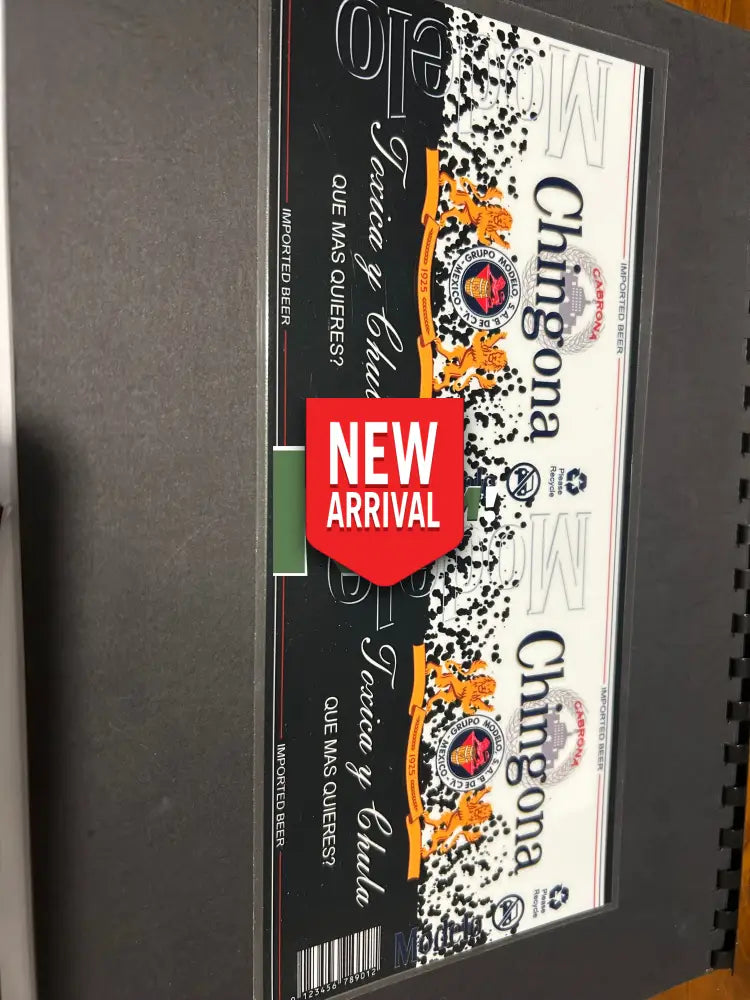 IMPORTED BEER
CABRONA
Chingona
Modelo
GRUPO MODELO, S.A.B. DE C.V. · MEXICO ·
1925
Toxica y Chula
QUE MAS QUIERES?
IMPORTED BEER
Please
Recycle
NEW
ARRIVAL
IMPORTED BEER
CABRONA
Chingona
Modelo
GRUPO MODELO, S.A.B. DE C.V. · MEXICO ·
1925
Toxica y Chula
QUE MAS QUIERES?
IMPORTED BEER
Please
Recycle
Modelo
0 123456 789012